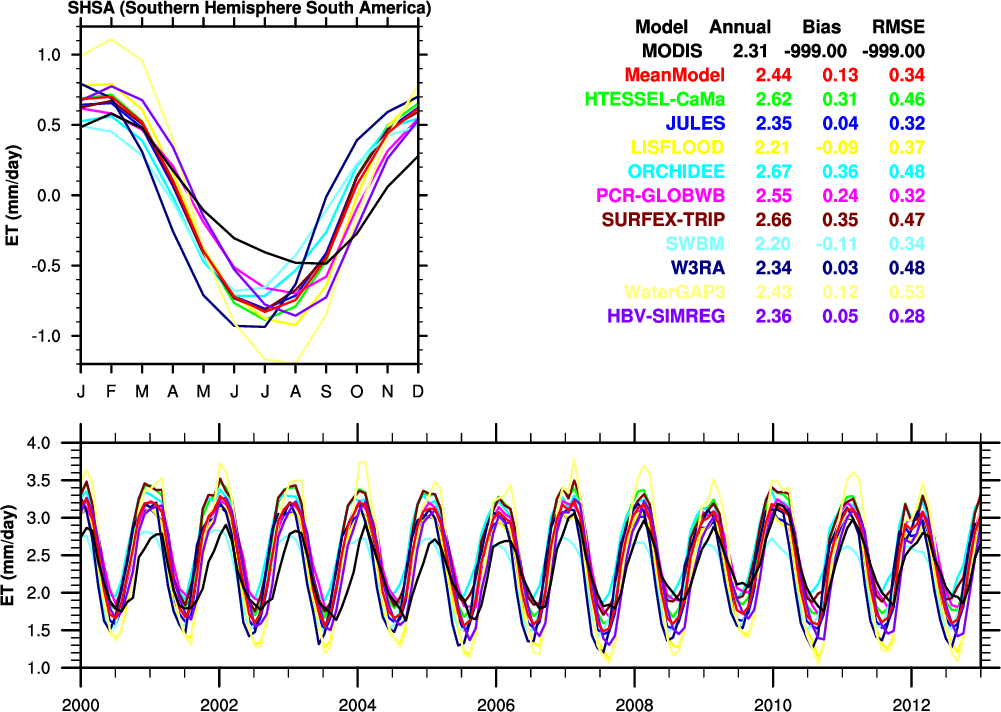 SHSA (Southern Hemisphere South America)
ET (mm/day)
1.0
0.5
0.0
-0.5
-1.0
J F M A M J J A S O N D
Model Annual Bias RMSE
MODIS 2.31 -999.00 -999.00
MeanModel 2.44 0.13 0.34
HTESSEL-CaMa 2.62 0.31 0.46
JULES 2.35 0.04 0.32
LISFLOOD 2.21 -0.09 0.37
ORCHIDEE 2.67 0.36 0.48
PCR-GLOBWB 2.55 0.24 0.32
SURFEX-TRIP 2.66 0.35 0.47
SWBM 2.20 -0.11 0.34
W3RA 2.34 0.03 0.48
WaterGAP3 2.43 0.12 0.53
HBV-SIMREG 2.36 0.05 0.28
ET (mm/day)
4.0
3.5
3.0
2.5
2.0
1.5
1.0
2000 2002 2004 2006 2008 2010 2012